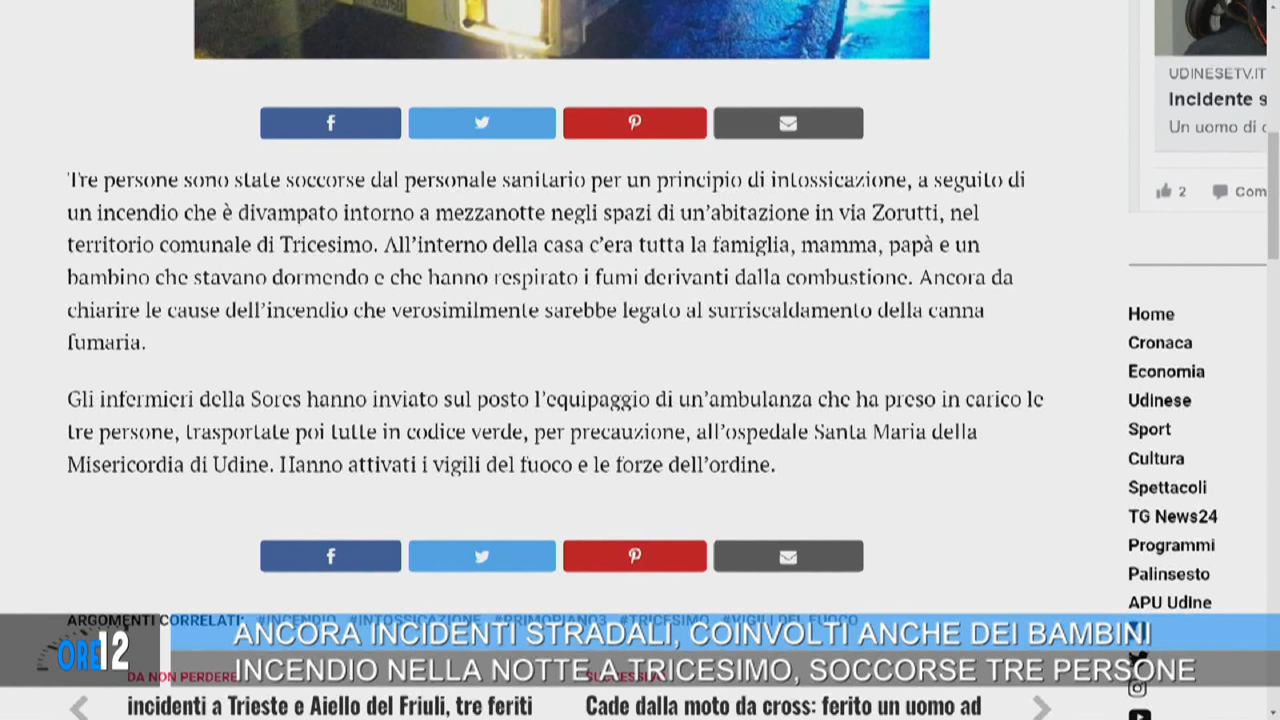 UDINESETV.IT
Incidente s
Un uomo di c
2 Com
Tre persone sono state soccorse dal personale sanitario per un principio di intossicazione, a seguito di
un incendio che è divampato intorno a mezzanotte negli spazi di un'abitazione in via Zorutti, nel
territorio comunale di Tricesimo. All'interno della casa c'era tutta la famiglia, mamma, papà e un
bambino che stavano dormendo e che hanno respirato i fumi derivanti dalla combustione. Ancora da
chiarire le cause dell'incendio che verosimilmente sarebbe legato al surriscaldamento della canna
fumaria.
Gli infermieri della Sores hanno inviato sul posto l'equipaggio di un'ambulanza che ha preso in carico le
tre persone, trasportate poi tutte in codice verde, per precauzione, all'ospedale Santa Maria della
Misericordia di Udine. Hanno attivati i vigili del fuoco e le forze dell'ordine.
Home
Cronaca
Economia
Udinese
Sport
Cultura
Spettacoli
TG News24
Programmi
Palinsesto
APU Udine
ARGOMENTI CORRELATI: #INCENDIO #INTOSSICAZIONE #PRIMOPIANO3 #TRICESIMO #VIGILI DEL FUOCO
ORE12
ANCORA INCIDENTI STRADALI, COINVOLTI ANCHE DEI BAMBINI
INCENDIO NELLA NOTTE A TRICESIMO, SOCCORSE TRE PERSONE
DA NON PERDERE
incidenti a Trieste e Aiello del Friuli, tre feriti
SUCCESSIVO
Cade dalla moto da cross: ferito un uomo ad